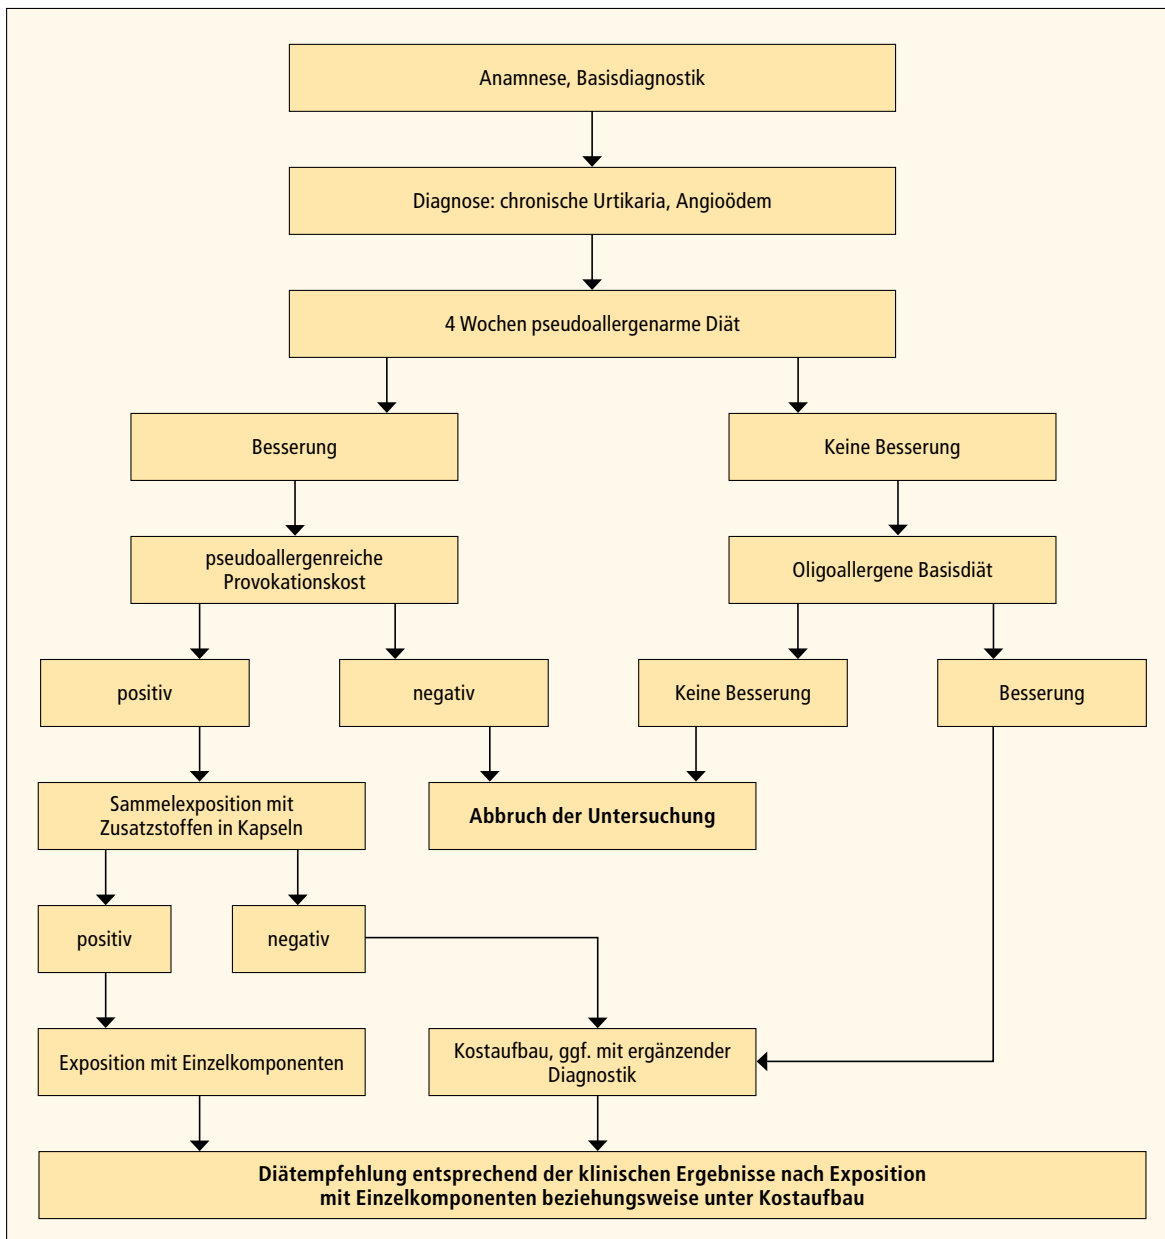 Anamnese, Basisdiagnostik
Diagnose: chronische Urtikaria, Angioödem
4 Wochen pseudoallergenarme Diät
Besserung
Keine Besserung
pseudoallergenreiche
Provokationskost
Oligoallergene Basisdiät
positiv
negativ
Keine Besserung
Besserung
Sammelexposition mit
Zusatzstoffen in Kapseln
Abbruch der Untersuchung
positiv
negativ
Exposition mit Einzelkomponenten
Kostaufbau, ggf. mit ergänzender
Diagnostik
Diätempfehlung entsprechend der klinischen Ergebnisse nach Exposition
mit Einzelkomponenten beziehungsweise unter Kostaufbau